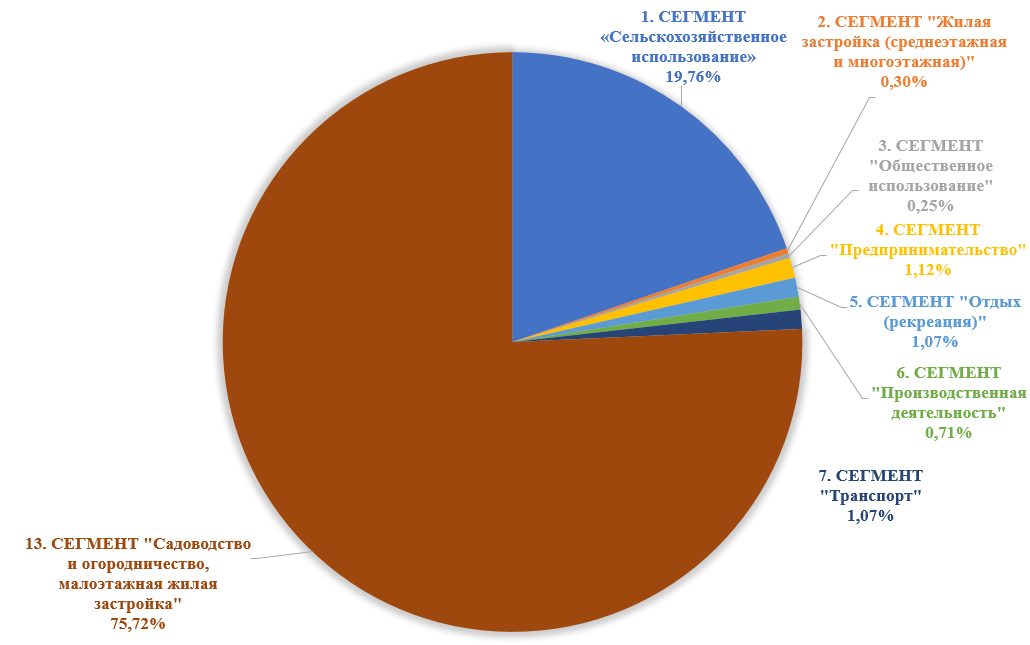 1. СЕГМЕНТ
«Сельскохозяйственное
использование»
19,76%
2. СЕГМЕНТ "Жилая
застройка (среднеэтажная
и многоэтажная)"
0,30%
3. СЕГМЕНТ
"Общественное
использование"
0,25%
4. СЕГМЕНТ
"Предпринимательство"
1,12%
5. СЕГМЕНТ "Отдых
(рекреация)"
1,07%
6. СЕГМЕНТ
"Производственная
деятельность"
0,71%
7. СЕГМЕНТ
"Транспорт"
1,07%
13. СЕГМЕНТ "Садоводство
и огородничество,
малоэтажная жилая
застройка"
75,72%